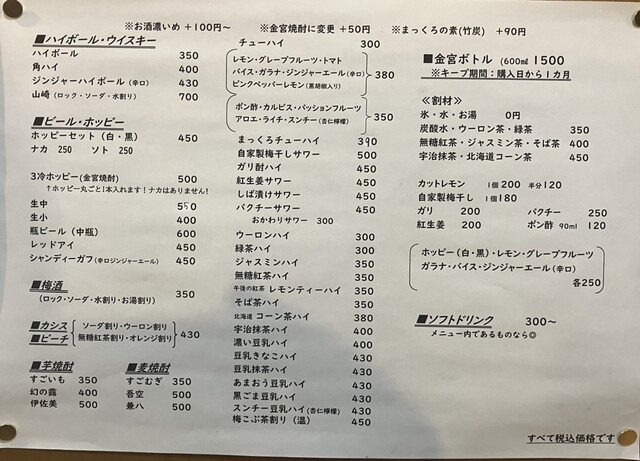 ※お酒濃いめ +100円～ ※金宮焼酎に変更 +50円 ※まっくろの素(竹炭) +90円
■ハイボール・ウイスキー
ハイボール 350
角ハイ 400
ジンジャーハイボール(辛口) 430
山崎(ロック・ソーダ・水割り) 700
■ビール・ホッピー
ホッピーセット(白・黒) 450
ナカ 250 ソト 250
3冷ホッピー(金宮焼酎) 500
↑ホッピー丸ごと1本入れます!ナカはありません!
生中 550
生小 400
瓶ビール(中瓶) 600
レッドアイ 450
シャンディーガフ(辛口ジンジャーエール) 450
■梅酒
(ロック・ソーダ・水割り・お湯割り) 350
■カシス
■ピーチ
ソーダ割り・ウーロン割り
無糖紅茶割り・オレンジ割り
430
■芋焼酎
すごいも 350
幻の露 400
伊佐美 500
■麦焼酎
すごむぎ 350
吾空 500
兼八 500
チューハイ 300
レモン・グレープフルーツ・トマト
バイス・ガラナ・ジンジャーエール(辛口)
ピンクペッパーレモン(黒胡椒入り)
380
ポン酢・カルピス・パッションフルーツ
アロエ・ライチ・スンチー(杏仁檸檬)
350
まっくろチューハイ 390
自家製梅干しサワー 500
ガリ酎ハイ 450
紅生姜サワー 450
しば漬けサワー 450
パクチーサワー 450
おかわりサワー 300
ウーロンハイ 300
緑茶ハイ 300
ジャスミンハイ 350
無糖紅茶ハイ 350
午後の紅茶 レモンティーハイ 350
そば茶ハイ 350
北海道 コーン茶ハイ 380
宇治抹茶ハイ 400
濃い豆乳ハイ 400
豆乳きなこハイ 430
豆乳抹茶ハイ 430
あまおう豆乳ハイ 430
黒ごま豆乳ハイ 430
スンチー豆乳ハイ(杏仁檸檬) 430
梅こぶ茶割り(温) 450
■金宮ボトル (600㎖) 1500
※キープ期間：購入日から1カ月
≪割材≫
氷・水・お湯 0円
炭酸水・ウーロン茶・緑茶 350
無糖紅茶・ジャスミン茶・そば茶 400
宇治抹茶・北海道コーン茶 450
カットレモン 1個 200 半分 120
自家製梅干し 1個 180
ガリ 200 パクチー 250
紅生姜 200 ポン酢 90ml 120
ホッピー(白・黒)・レモン・グレープフルーツ
ガラナ・バイス・ジンジャーエール(辛口)
各250
■ソフトドリンク 300～
メニュー内であるものなら◎
すべて税込価格です